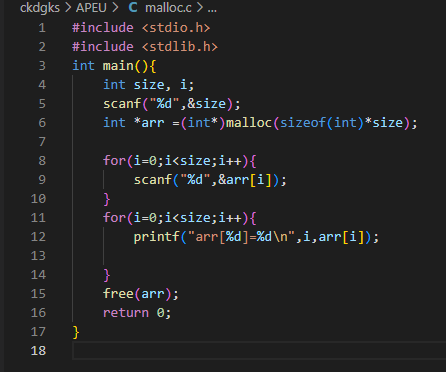 ckdgks > APEU > C malloc.c > ...
1 #include <stdio.h>
2 #include <stdlib.h>
3 int main(){
4     int size, i;
5     scanf("%d",&size);
6     int *arr =(int*)malloc(sizeof(int)*size);
7
8     for(i=0;i<size;i++){
9         scanf("%d",&arr[i]);
10     }
11     for(i=0;i<size;i++){
12         printf("arr[%d]=%d\n",i,arr[i]);
13
14     }
15     free(arr);
16     return 0;
17 }
18